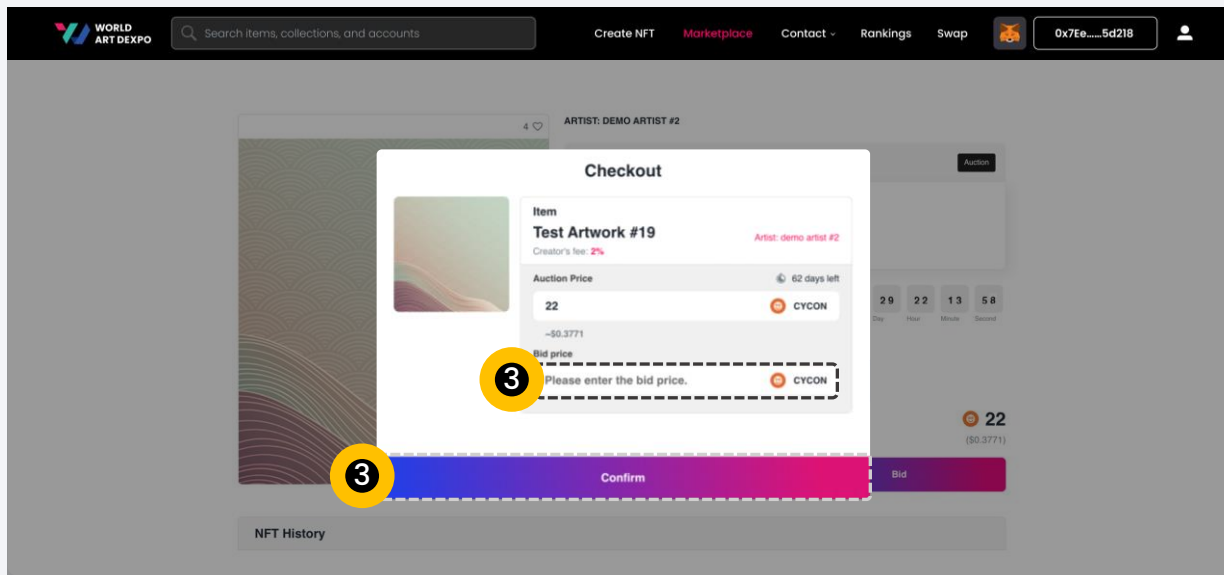 WORLD
ART DEXPO
Search items, collections, and accounts
Create NFT
Marketplace
Contact
Rankings
Swap
0x7Ee.....5d218
4
ARTIST: DEMO ARTIST #2
Auction
Checkout
Item
Test Artwork #19
Artist: demo artist #2
Creator's fee: 2%
Auction Price
62 days left
22
CYCON
~$0.3771
Bid price
3
Please enter the bid price.
CYCON
29 22 13 58
Day Hour Minute Second
22
($0.3771)
3
Confirm
Bid
NFT History